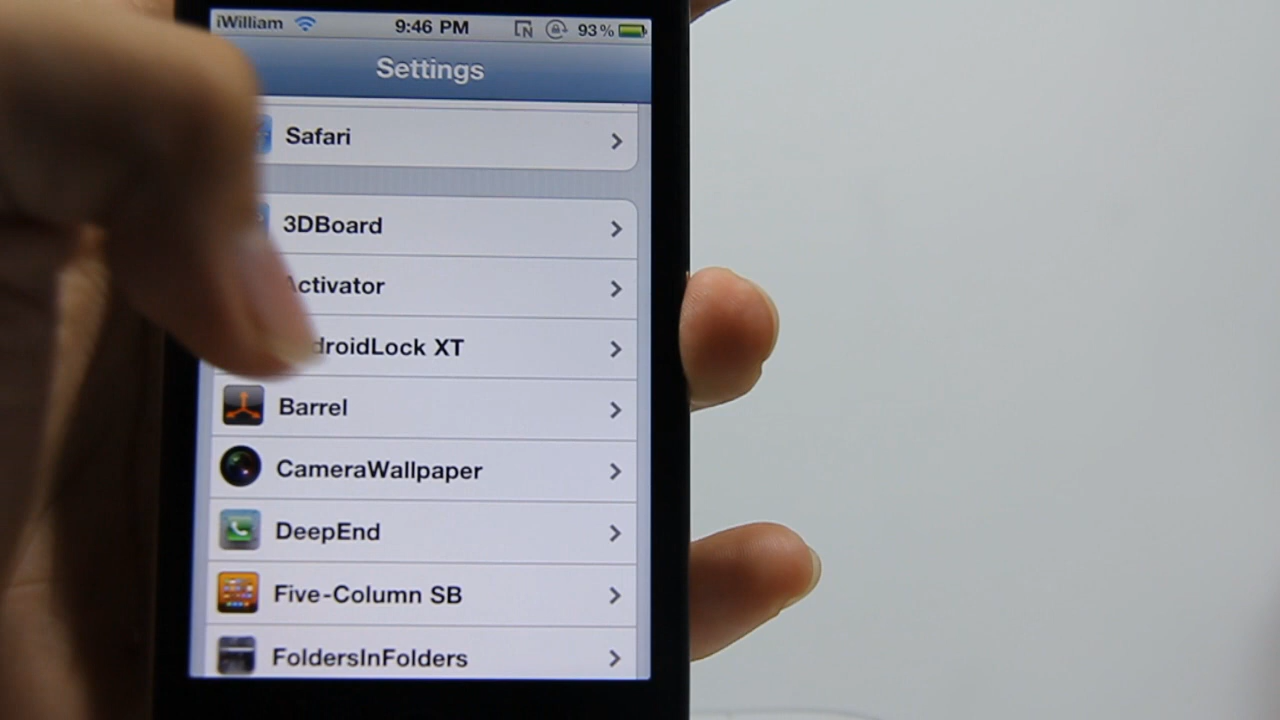 iWilliam 9:46 PM 93%
Settings
Safari
3DBoard
Activator
droidLock XT
Barrel
CameraWallpaper
DeepEnd
Five-Column SB
FoldersInFolders